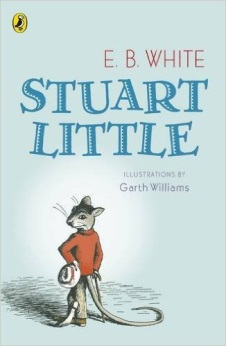 E. B. WHITE
STUART
LITTLE
ILLUSTRATIONS BY
Garth Williams